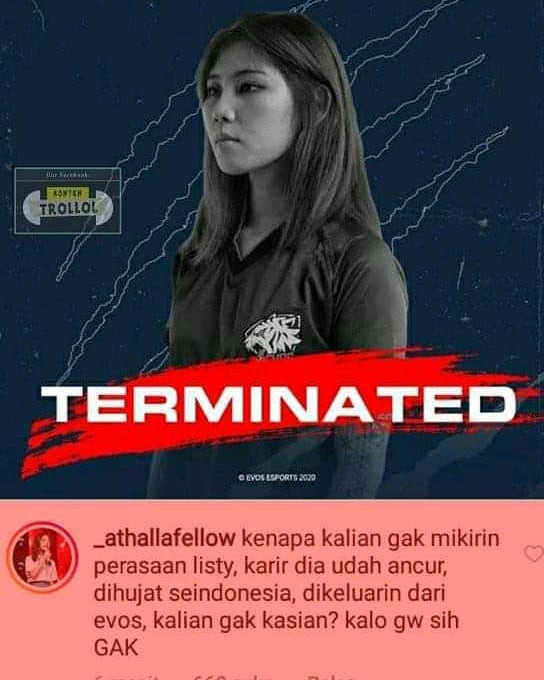 Our Facebook.
KONTEN
TROLLOL
TERMINATED
© EVOS ESPORTS 2020
_athallafellow kenapa kalian gak mikirin
perasaan listy, karir dia udah ancur,
dihujat seindonesia, dikeluarin dari
evos, kalian gak kasian? kalo gw sih
GAK